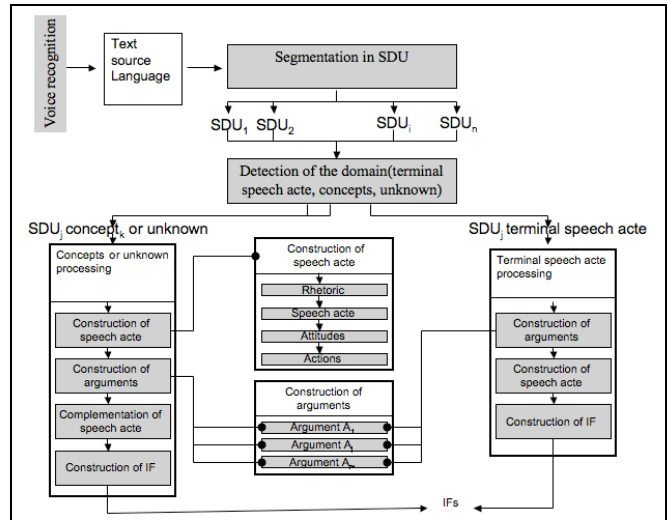 Voice recognition
Text
source
Language
Segmentation in SDU
SDU1 SDU2 SDUi SDUn
Detection of the domain(terminal
speech acte, concepts, unknown)
SDUj conceptk or unknown
SDUj terminal speech acte
Concepts or unknown
processing
Construction of
speech acte
Construction of
arguments
Complementation of
speech acte
Construction of IF
Construction of
speech acte
Rhetoric
Speech acte
Attitudes
Actions
Construction of
arguments
Argument A1
Argument Aj
Argument An
Terminal speech acte
processing
Construction of
arguments
Construction of
speech acte
Construction of IF
IFs